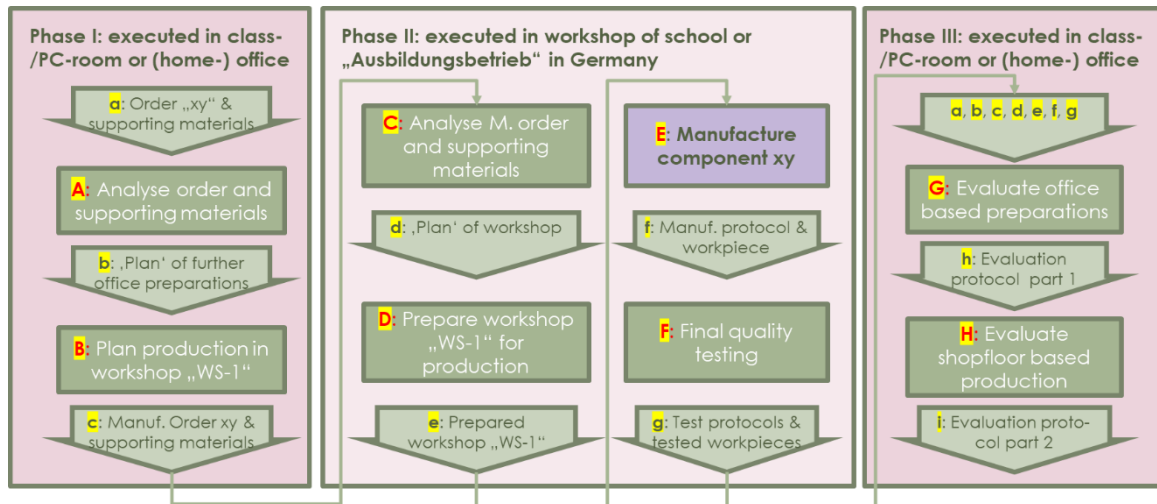 Phase I: executed in class-
/PC-room or (home-) office
a: Order „xy“ &
supporting materials
A: Analyse order and
supporting materials
b: ‚Plan‘ of further
office preparations
B: Plan production in
workshop „WS-1“
c: Manuf. Order xy &
supporting materials
Phase II: executed in workshop of school or
„Ausbildungsbetrieb“ in Germany
C: Analyse M. order
and supporting
materials
d: ‚Plan‘ of workshop
D: Prepare workshop
„WS-1“ for
production
e: Prepared
workshop „WS-1“
E: Manufacture
component xy
f: Manuf. protocol &
workpiece
F: Final quality
testing
g: Test protocols &
tested workpieces
Phase III: executed in class-
/PC-room or (home-) office
a, b, c, d, e, f, g
G: Evaluate office
based preparations
h: Evaluation
protocol part 1
H: Evaluate
shopfloor based
production
i: Evaluation proto-
col part 2